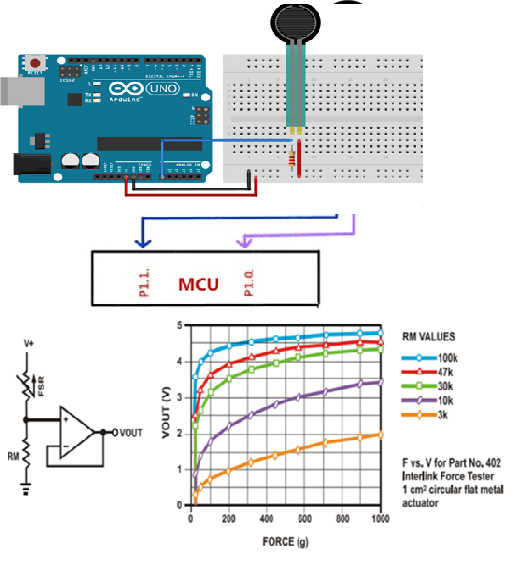 RESET
ICSP2
DIGITAL (PWM~)
TX
RX
ON
UNO
Arduino
POWER
ANALOG IN
P1.1.
MCU
P1.0.
V+
FSR
RM
+
-
VOUT
VOUT (V)
5
4
3
2
1
0
0
200
400
600
800
1000
FORCE (g)
RM VALUES
100k
47k
30k
10k
3k
F vs. V for Part No. 402
Interlink Force Tester
1 cm² circular flat metal
actuator